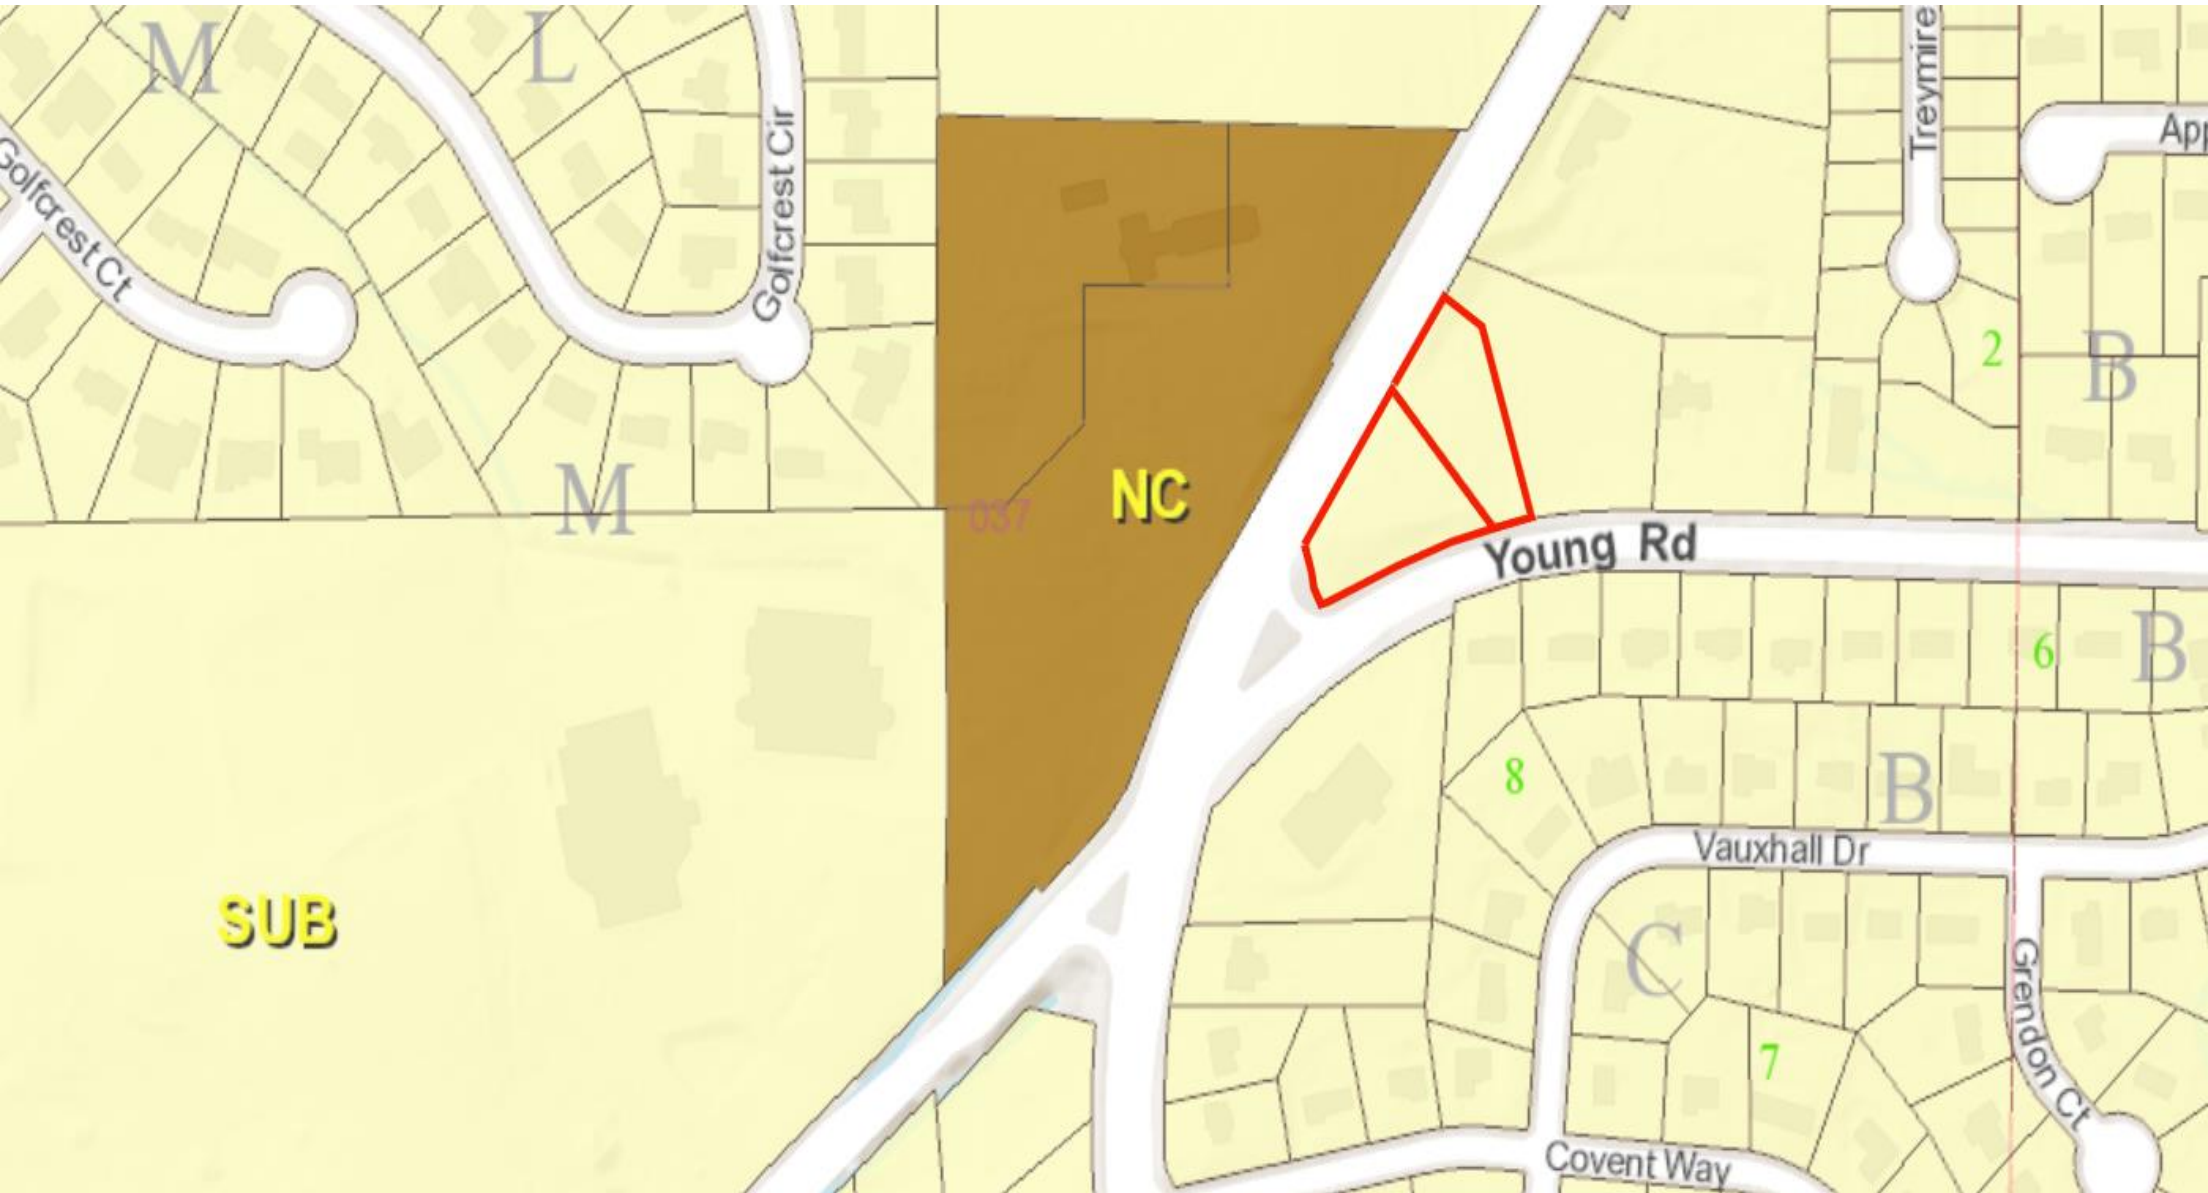 M
L
Golfcrest Ct
Golfcrest Cir
Treymire
App
2
B
M
037
NC
Young Rd
6
B
8
B
Vauxhall Dr
SUB
C
Grendon Ct
7
Covent Way